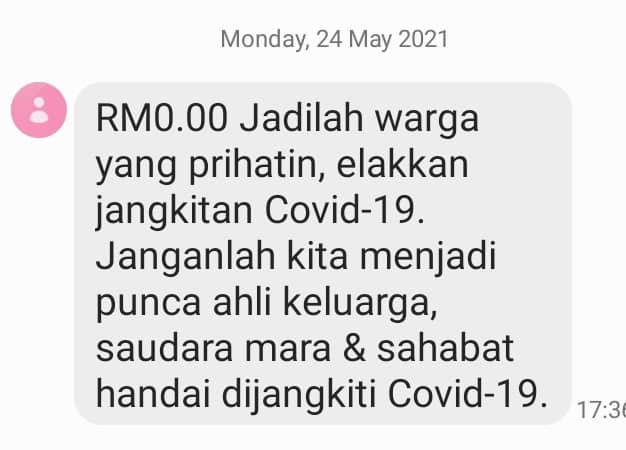 Monday, 24 May 2021
RM0.00 Jadilah warga
yang prihatin, elakkan
jangkitan Covid-19.
Janganlah kita menjadi
punca ahli keluarga,
saudara mara & sahabat
handai dijangkiti Covid-19.